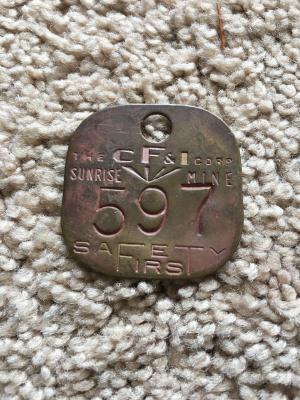 THE CF&I CORP
SUNRISE MINE
597
SAFETY
FIRST